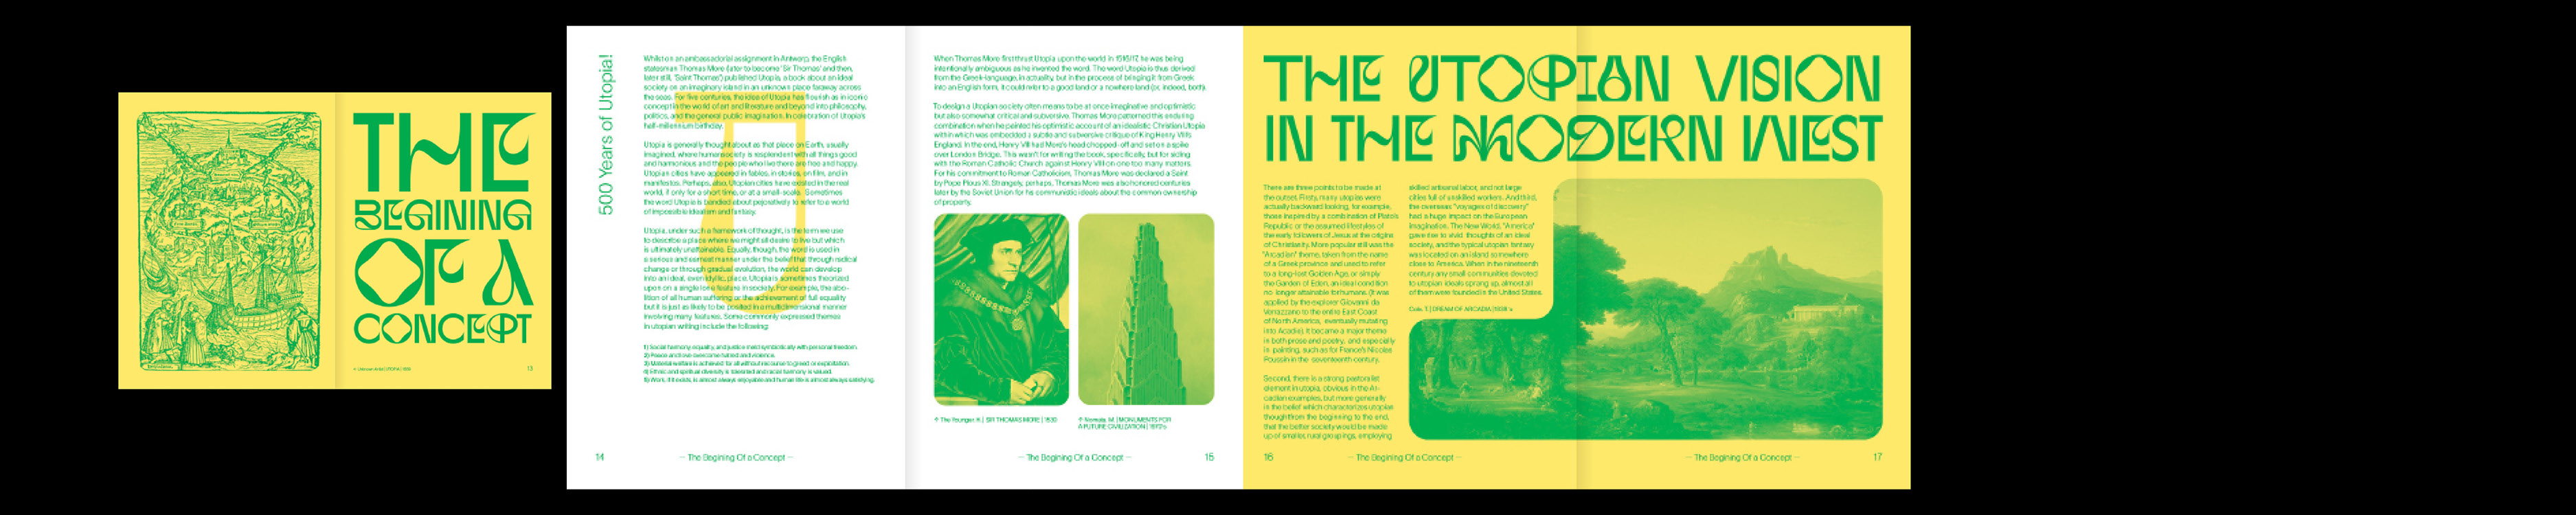 THE
BEGINING
OF A
CONCEPT
13
500 Years of Utopia!
Whilst on an ambassadorial assignment in Antwerp, the English
statesman Thomas More (later to become 'Sir Thomas' and then,
later still, 'Saint Thomas') published Utopia, a book about an ideal
society on an imaginary island in an unknown place faraway across
the seas. For five centuries, the idea of Utopia has flourish as in iconic
concept in the world of art and literature and beyond into philosophy,
politics, and the general public imagination. In celebration of Utopia's
half-millennium birthday.
Utopia is generally thought about as that place on Earth, usually
imagined, where human society is resplendent with all things good
and harmonious and the people who live there are free and happy.
Utopian cities have appeared in fables, in stories, on film, and in
manifestos. Perhaps, also, Utopian cities have existed in the real
world, if only for a short time, or at a small-scale. Sometimes
the word Utopia is bandied about pejoratively to refer to a world
of impossible idealism and fantasy.
Utopia, under such a framework of thought, is the term we use
to describe a place where we might all desire to live but which
is ultimately unattainable. Equally, though, the word is used in
a serious and earnest manner under the belief that through radical
change or through gradual evolution, the world can develop
into an ideal, even idyllic, place. Utopia is sometimes theorized
upon on a single lone feature in society. For example, the abo-
lition of all human suffering or the achievement of full equality
but it is just as likely to be posited in a multidimensional manner
involving many features. Some commonly expressed themes
in utopian writing include the following:
1) Social harmony, equality, and justice meld symbiotically with personal freedom.
2) Peace and love overcome hatred and violence.
3) Material welfare is achieved for all without recourse to greed or exploitation.
4) Ethnic and spiritual diversity is tolerated and racial harmony is valued.
5) Work, if it exists, is almost always enjoyable and human life is almost always satisfying.
14
— The Begining Of a Concept —
When Thomas More first thrust Utopia upon the world in 1516/17, he was being
intentionally ambiguous as he invented the word. The word Utopia is thus derived
from the Greek-language, in actuality, but in the process of bringing it from Greek
into an English form, it could refer to a good land or a nowhere land (or, indeed, both).
To design a Utopian society often means to be at once imaginative and optimistic
but also somewhat critical and subversive. Thomas More patterned this enduring
combination when he painted his optimistic account of an idealistic Christian Utopia
within which was embedded a subtle and subversive critique of King Henry VIII's
England. In the end, Henry VIII had More's head chopped-off and set on a spike
over London Bridge. This wasn't for writing the book, specifically, but for siding
with the Roman Catholic Church against Henry VIII on one too many matters.
For his commitment to Roman Catholicism, Thomas More was declared a Saint
by Pope Pious XI. Strangely, perhaps, Thomas More was also honored centuries
later by the Soviet Union for his communistic ideals about the common ownership
of property.
The Younger, H. | SIR THOMAS MORE | 1530
MONUMENTS FOR
A FUTURE CIVILIZATION | 1970's
— The Begining Of a Concept —
15
THE UTOPIAN VISION
IN THE MODERN WEST
There are three points to be made at
the outset. Firsty, many utopias were
actually backward looking, for example,
those inspired by a combination of Plato's
Republic or the assumed lifestyles of
the early followers of Jesus at the origins
of Christianity. More popular still was the
"Arcadian" theme, taken from the name
of a Greek province and used to refer
to a long-lost Golden Age, or simply
the Garden of Eden, an ideal condition
no longer attainable for humans. (It was
applied by the explorer Giovanni da
Verrazzano to the entire East Coast
of North America, eventually mutating
into Acadie). It became a major theme
in both prose and poetry, and especially
in painting, such as for France's Nicolas
Poussin in the seventeenth century.
Second, there is a strong pastoralist
element in utopia, obvious in the Ar-
cadian examples, but more generally
in the belief which characterizes utopian
thought from the beginning to the end,
that the better society would be made
up of smaller, rural groupings, employing
skilled artisanal labor, and not large
cities full of unskilled workers. And third,
the overseas "voyages of discovery"
had a huge impact on the European
imagination. The New World, "America"
gave rise to vivid thoughts of an ideal
society, and the typical utopian fantasy
was located on an island somewhere
close to America. When in the nineteenth
century any small communities devoted
to utopian ideals sprang up, almost all
of them were founded in the United States.
Cole, T. | DREAM OF ARCADIA | 1838
16
— The Begining Of a Concept —
— The Begining Of a Concept —
17